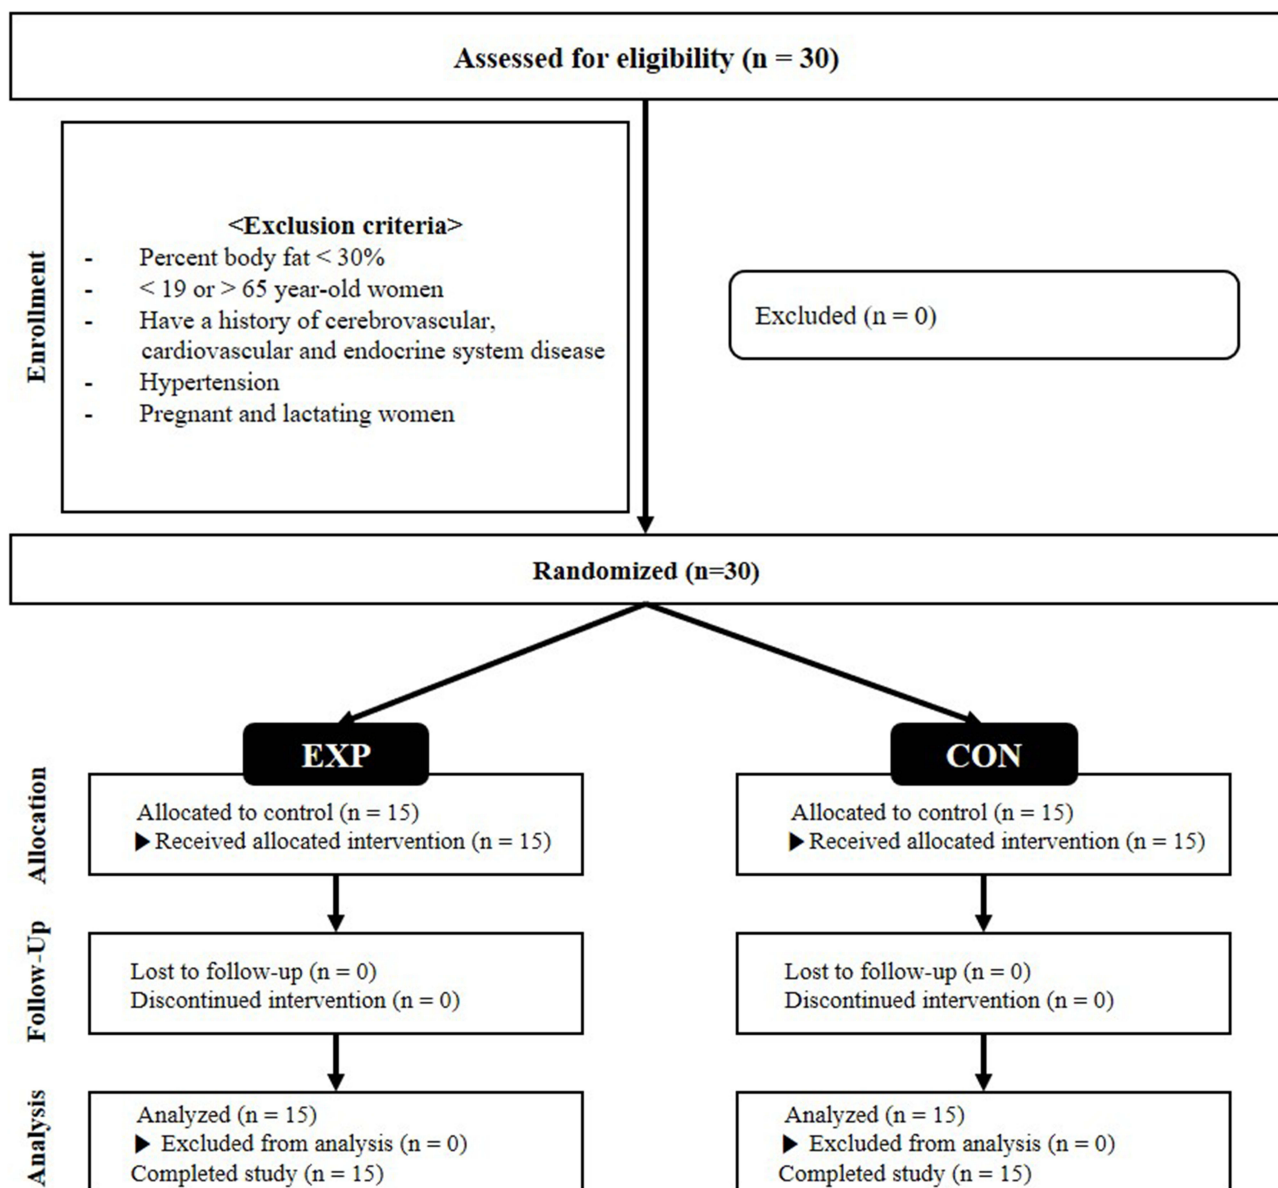 Assessed for eligibility (n = 30)
Enrollment
<Exclusion criteria>
- Percent body fat < 30%
- < 19 or > 65 year-old women
- Have a history of cerebrovascular,
cardiovascular and endocrine system disease
- Hypertension
- Pregnant and lactating women
Excluded (n = 0)
Randomized (n=30)
Allocation
EXP
Allocated to control (n = 15)
▶Received allocated intervention (n = 15)
CON
Allocated to control (n = 15)
▶Received allocated intervention (n = 15)
Follow-Up
Lost to follow-up (n = 0)
Discontinued intervention (n = 0)
Lost to follow-up (n = 0)
Discontinued intervention (n = 0)
Analysis
Analyzed (n = 15)
▶ Excluded from analysis (n = 0)
Completed study (n = 15)
Analyzed (n = 15)
▶ Excluded from analysis (n = 0)
Completed study (n = 15)